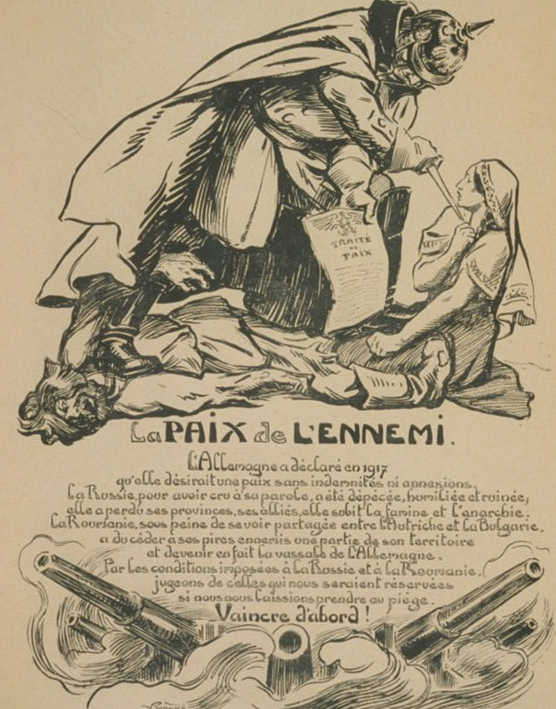 TRAITÉ
DE
PAIX
La PAIX de L'ENNEMI.
L'Allemagne a déclaré en 1917
qu'elle désirait une paix sans indemnités ni annexions.
La Russie, pour avoir cru à sa parole, a été dépécée, humiliée et ruinée;
elle a perdu ses provinces, ses alliés, elle subit la famine et l'anarchie.
La Roumanie, sous peine de se voir partagée entre l'Autriche et La Bulgarie,
a du céder à ses pires ennemis une partie de son territoire
et devenir en fait la vassale de L'Allemagne.
Par les conditions imposées à La Russie et à La Roumanie,
jugeons de celles qui nous seraient réservées
si nous nous laissions prendre au piège.
Vaincre d'abord !